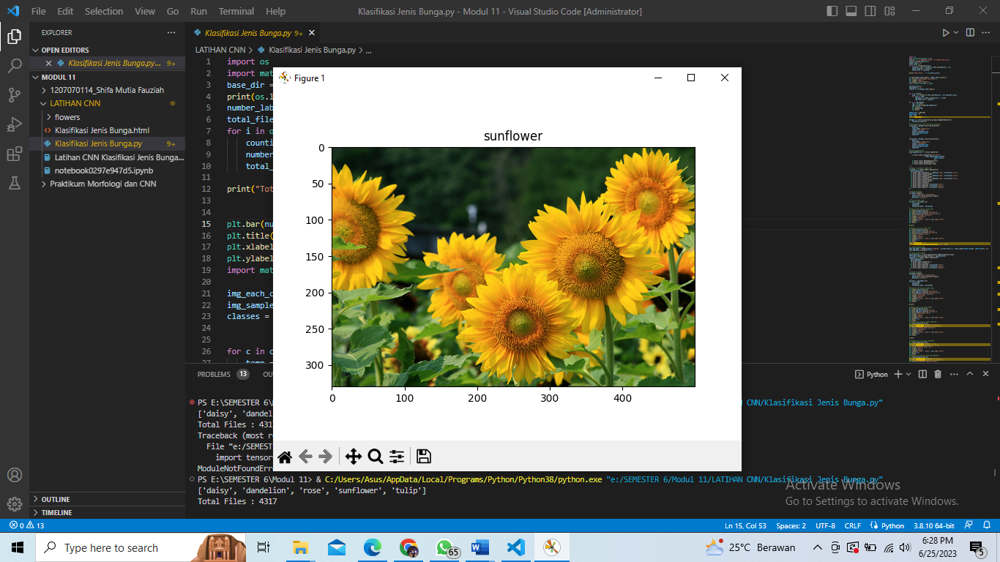 File Edit Selection View Go Run Terminal Help Klasifikasi Jenis Bunga.py - Modul 11 - Visual Studio Code [Administrator]
EXPLORER
OPEN EDITORS
Klasifikasi Jenis Bunga.py... 9+
MODUL 11
1207070114_Shifa Mutia Fauziah
LATIHAN CNN
flowers
Klasifikasi Jenis Bunga.html
Klasifikasi Jenis Bunga.py 9+
Latihan CNN Klasifikasi Jenis Bunga...
notebook0297e947d5.ipynb
Praktikum Morfologi dan CNN
OUTLINE
TIMELINE
Klasifikasi Jenis Bunga.py 9+
LATIHAN CNN > Klasifikasi Jenis Bunga.py > ...
1 import os
2 import mat
3 base_dir =
4 print(os.l
5 number_lab
6 total_file
7 for i in o
8 counti
9 number
10 total_
11
12 print("Tot
13
14
15 plt.bar(nu
16 plt.title(
17 plt.xlabel
18 plt.ylabel
19 import mat
20
21 img_each_c
22 img_sample
23 classes =
24
25
26 for c in c
27 temp
Figure 1
sunflower
0
50
100
150
200
250
300
0 100 200 300 400
PROBLEMS 13 OU
Python
PS E:\SEMESTER 6\ CNN/Klasifikasi Jenis Bunga.py"
['daisy', 'dandel
Total Files : 431
Traceback (most r
File "e:/SEMEST
import tensor
ModuleNotFoundErr
PS E:\SEMESTER 6\Modul 11> & C:/Users/Asus/AppData/Local/Programs/Python/Python38/python.exe "e:/SEMESTER 6/Modul 11/LATIHAN CNN/Klasifikasi Jenis Bunga.py"
['daisy', 'dandelion', 'rose', 'sunflower', 'tulip']
Total Files : 4317
Activate Windows
Go to Settings to activate Windows.
0 13 Ln 15, Col 53 Spaces: 2 UTF-8 CRLF Python 3.8.10 64-bit
Type here to search 65 25°C Berawan 6:28 PM
6/25/2023 5